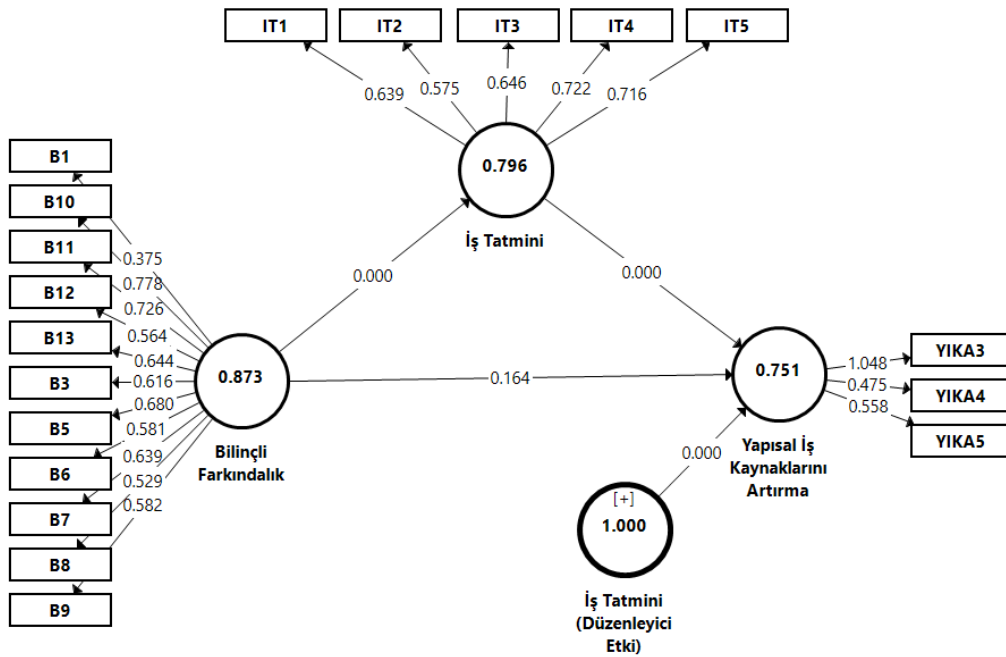 IT1 IT2 IT3 IT4 IT5
0.639 0.575 0.646 0.722 0.716
0.796
İş Tatmini
B1
B10
B11
B12
B13
B3
B5
B6
B7
B8
B9
0.375
0.778
0.726
0.564
0.644
0.616
0.680
0.581
0.639
0.529
0.582
0.873
Bilinçli
Farkındalık
0.000
0.000
0.164
0.000
0.751
Yapısal İş
Kaynaklarını
Artırma
1.048
0.475
0.558
YIKA3
YIKA4
YIKA5
[+]
1.000
İş Tatmini
(Düzenleyici
Etki)